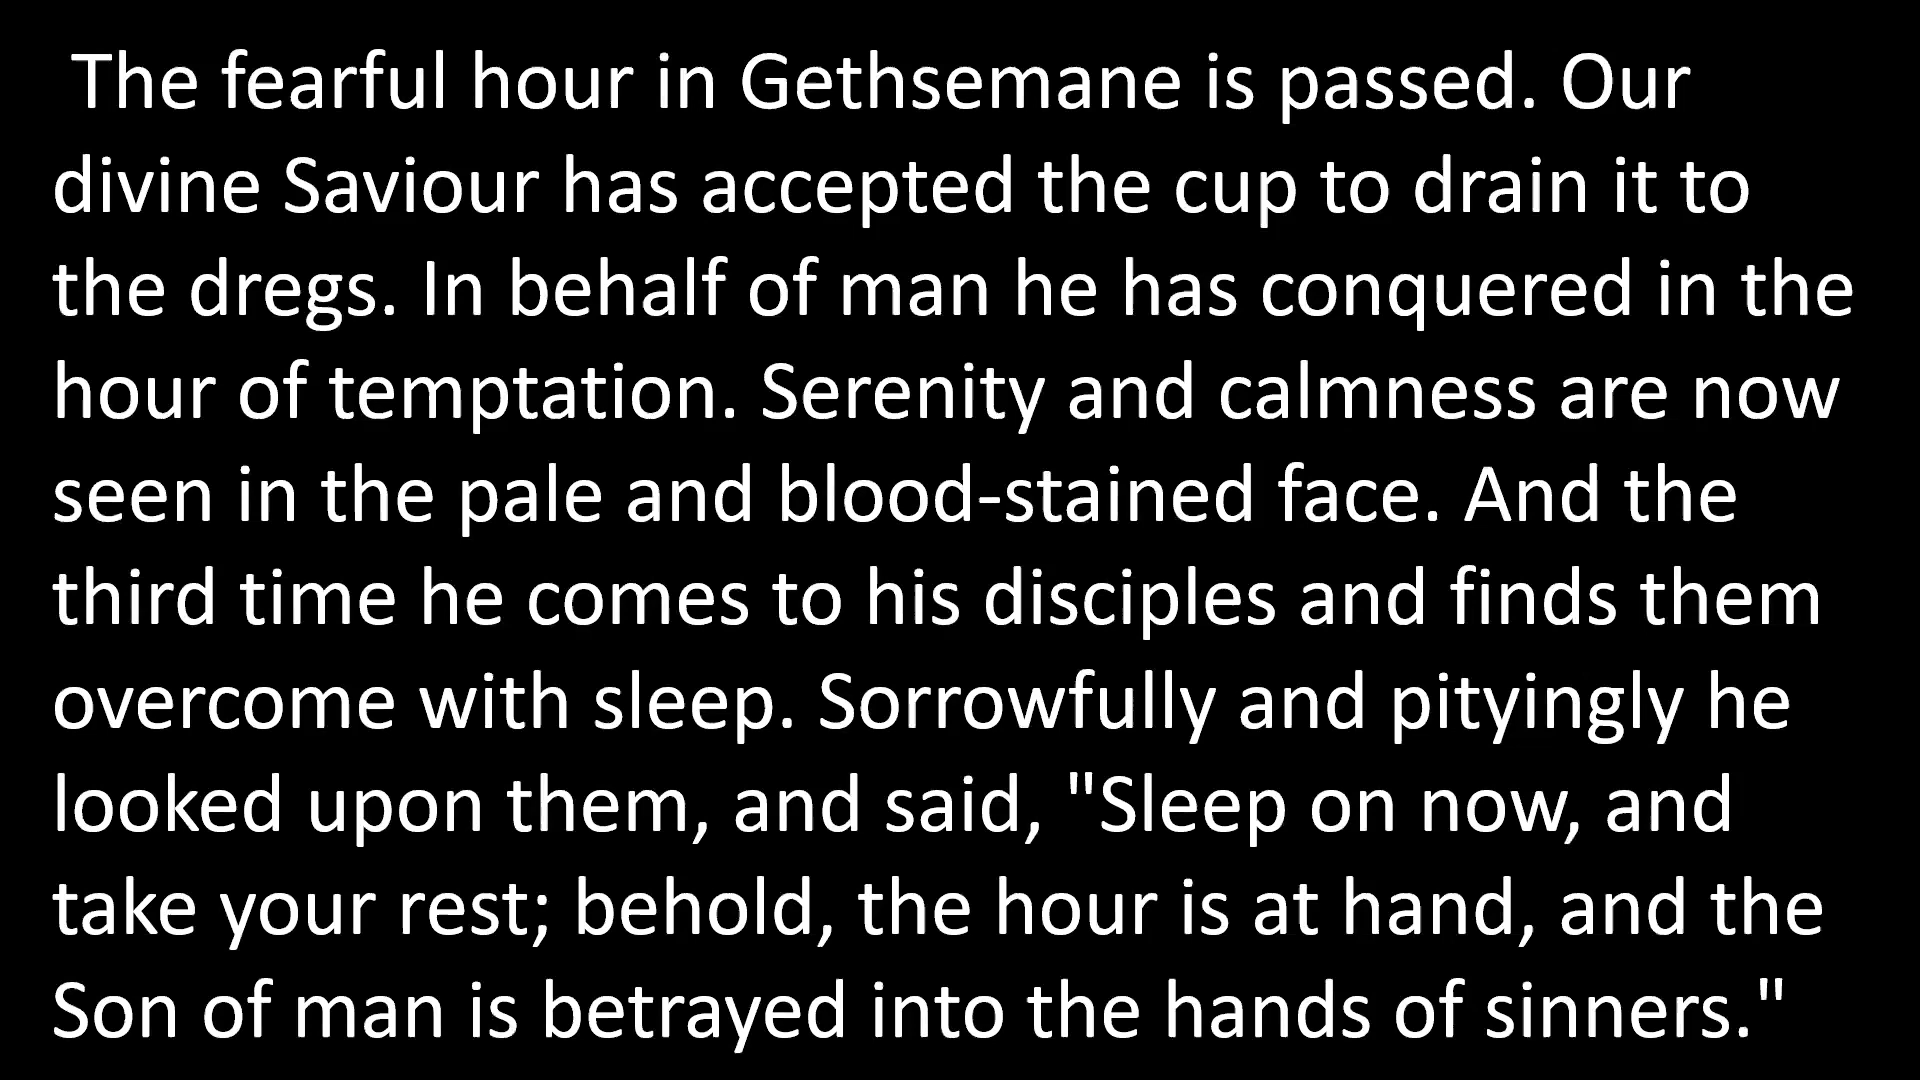 The fearful hour in Gethsemane is passed. Our
divine Saviour has accepted the cup to drain it to
the dregs. In behalf of man he has conquered in the
hour of temptation. Serenity and calmness are now
seen in the pale and blood-stained face. And the
third time he comes to his disciples and finds them
overcome with sleep. Sorrowfully and pityingly he
looked upon them, and said, "Sleep on now, and
take your rest; behold, the hour is at hand, and the
Son of man is betrayed into the hands of sinners."